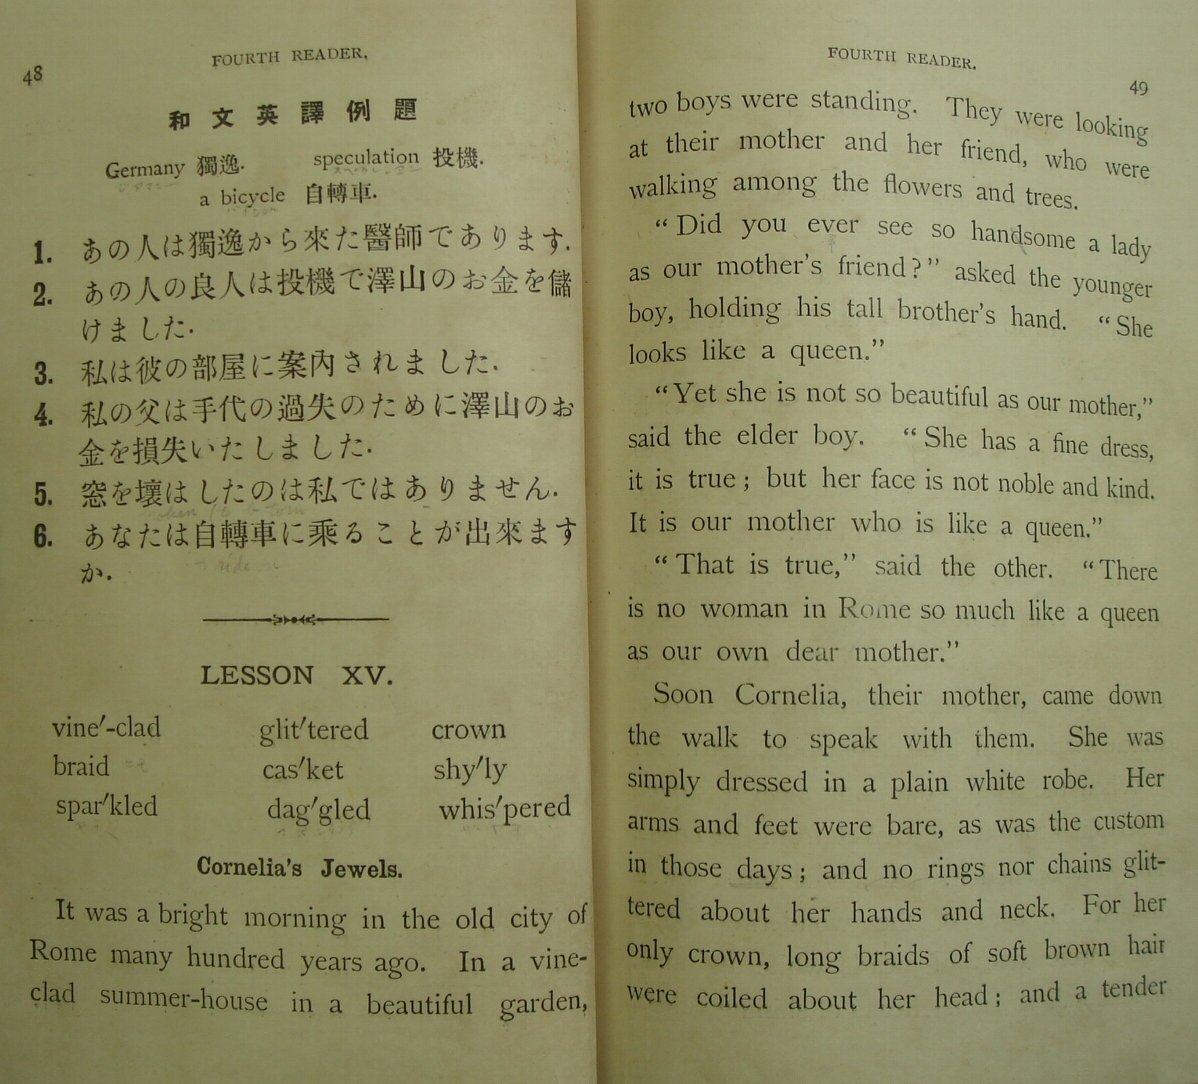 48
FOURTH READER.
和文英譯例題
Germany 獨逸. speculation 投機.
a bicycle 自轉車.
1. あの人は獨逸から來た醫師であります.
2. あの人の良人は投機で澤山のお金を儲
けました.
3. 私は彼の部屋に案內されました.
4. 私の父は手代の過失のために澤山のお
金を損失いたしました.
5. 窓を壞はしたのは私ではありません.
6. あなたは自轉車に乘ることが出來ます
か.
LESSON XV.
vine′-clad glit′tered crown
braid cas′ket shy′ly
spar′kled dag′gled whis′pered
Cornelia's Jewels.
It was a bright morning in the old city of
Rome many hundred years ago. In a vine-
clad summer-house in a beautiful garden,
FOURTH READER.
49
two boys were standing. They were looking
at their mother and her friend, who were
walking among the flowers and trees.
"Did you ever see so handsome a lady
as our mother's friend?" asked the younger
boy, holding his tall brother's hand. "She
looks like a queen."
"Yet she is not so beautiful as our mother,"
said the elder boy. "She has a fine dress,
it is true; but her face is not noble and kind.
It is our mother who is like a queen."
"That is true," said the other. "There
is no woman in Rome so much like a queen
as our own dear mother."
Soon Cornelia, their mother, came down
the walk to speak with them. She was
simply dressed in a plain white robe. Her
arms and feet were bare, as was the custom
in those days; and no rings nor chains glit-
tered about her hands and neck. For her
only crown, long braids of soft brown hair
were coiled about her head; and a tender